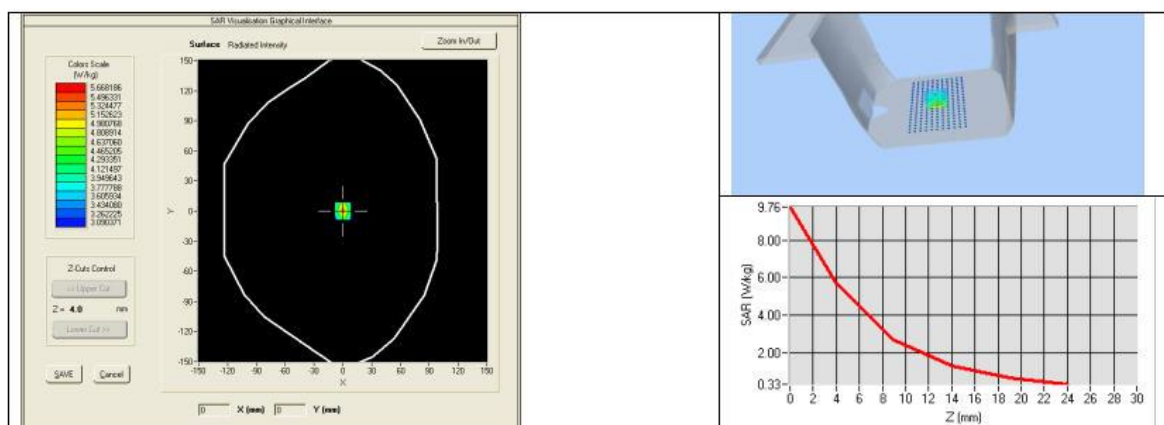 SAR Visualisation Graphical Interface
Surface Radiated Intensity
Zoom In/Out
Colors Scale
(W/kg)
5.668186
5.496331
5.324477
5.152623
4.980768
4.808914
4.637060
4.465205
4.293351
4.121497
3.949643
3.777788
3.605934
3.434080
3.262225
3.090371
Z-Cuts Control
<< Upper Cut
Z = 4.0 mm
Lower Cut >>
SAVE Cancel
150
120
90
60
30
0
-30
-60
-90
-120
-150
Y
-150 -120 -90 -60 -30 0 30 60 90 120 150
X
0 X (mm) 0 Y (mm)
9.76
8.00
6.00
4.00
2.00
0.33
SAR (W/kg)
0 2 4 6 8 10 12 14 16 18 20 22 24 26 28 30
Z (mm)